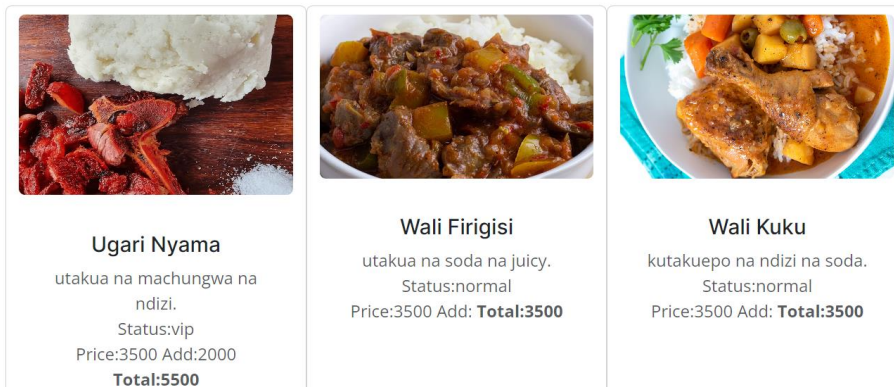 Ugari Nyama
utakua na machungwa na
ndizi.
Status:vip
Price:3500 Add:2000
Total:5500
Wali Firigisi
utakua na soda na juicy.
Status:normal
Price:3500 Add: Total:3500
Wali Kuku
kutakuepo na ndizi na soda.
Status:normal
Price:3500 Add: Total:3500